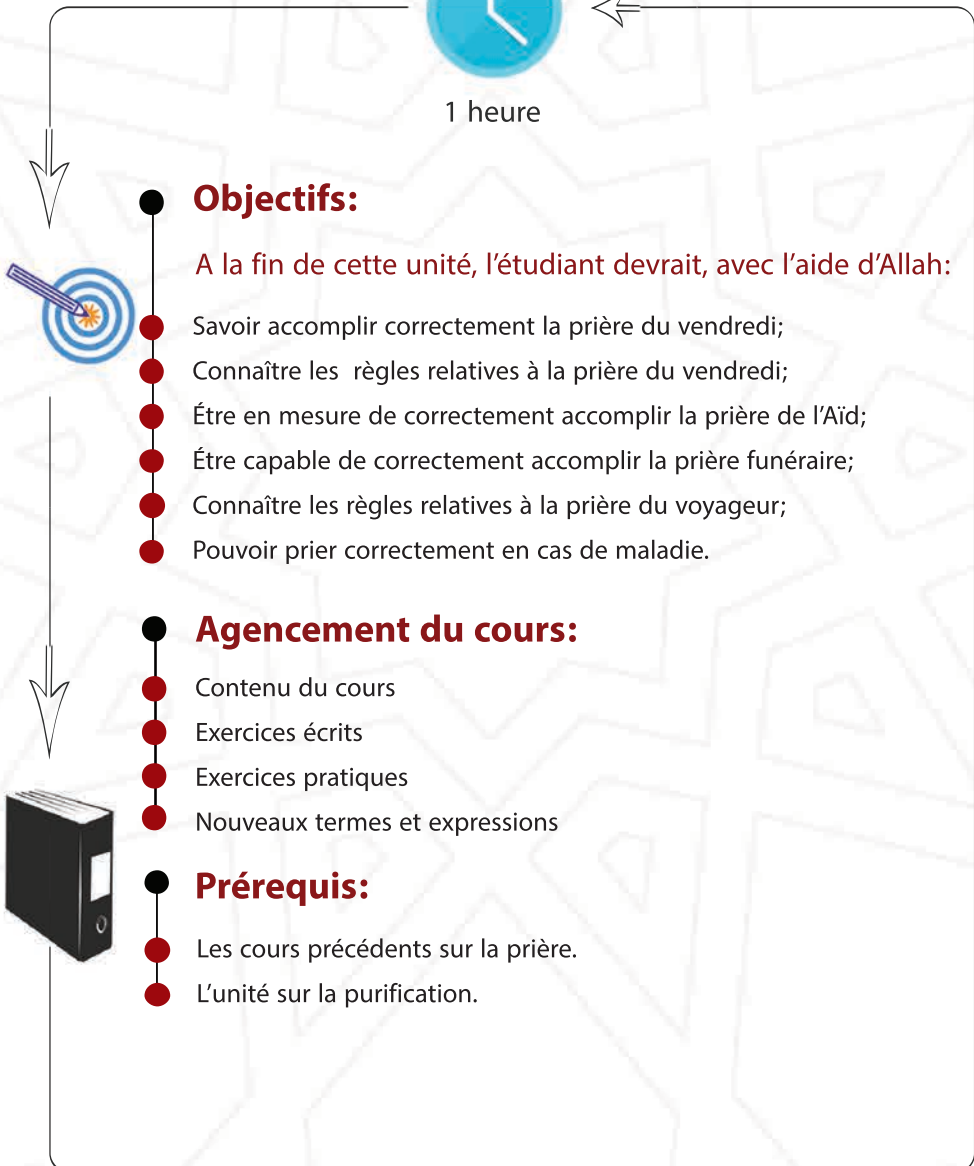 1 heure
Objectifs:
A la fin de cette unité, l’étudiant devrait, avec l’aide d’Allah:
Savoir accomplir correctement la prière du vendredi;
Connaître les règles relatives à la prière du vendredi;
Étre en mesure de correctement accomplir la prière de l’Aïd;
Étre capable de correctement accomplir la prière funéraire;
Connaître les règles relatives à la prière du voyageur;
Pouvoir prier correctement en cas de maladie.
Agencement du cours:
Contenu du cours
Exercices écrits
Exercices pratiques
Nouveaux termes et expressions
Prérequis:
Les cours précédents sur la prière.
L’unité sur la purification.